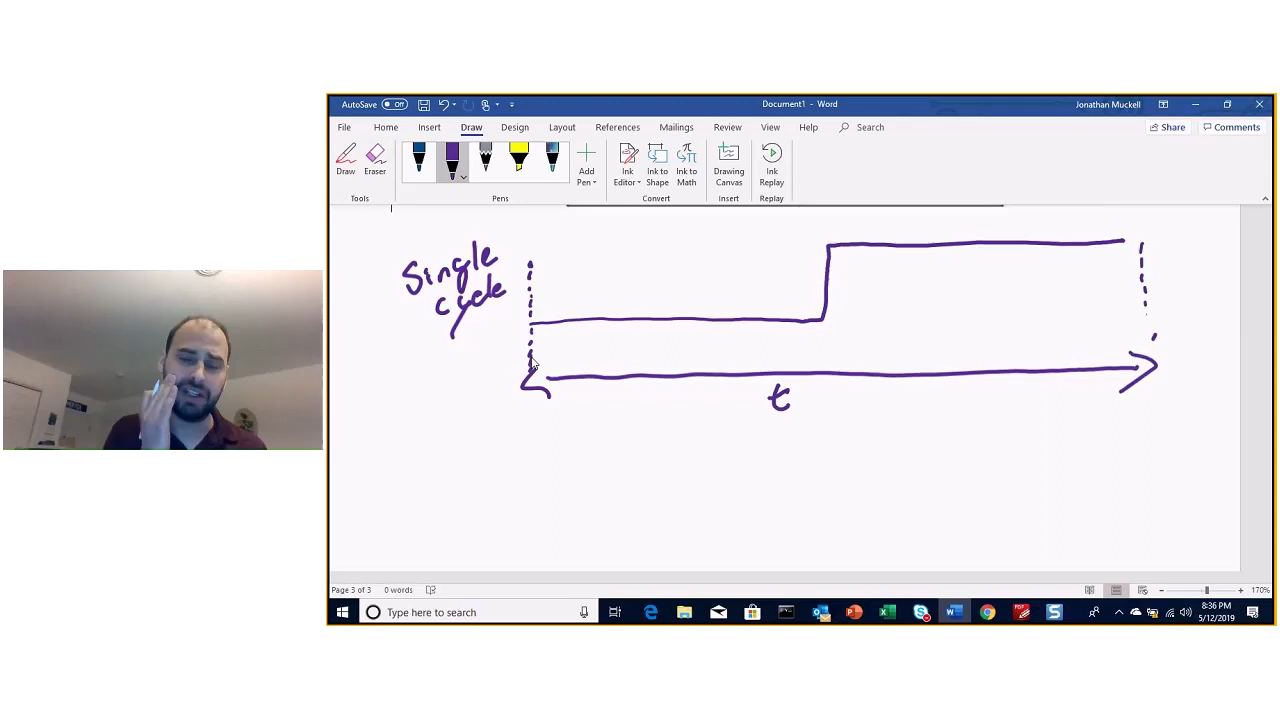 AutoSave Off Document1 - Word Jonathan Muckell
File Home Insert Draw Design Layout References Mailings Review View Help Search Share Comments
Draw Eraser Add Pen Ink Editor Ink to Shape Ink to Math Drawing Canvas Ink Replay
Tools Pens Convert Insert Replay
Single
cycle
t
Page 3 of 3 0 words 170%
Type here to search 8:36 PM
5/12/2019